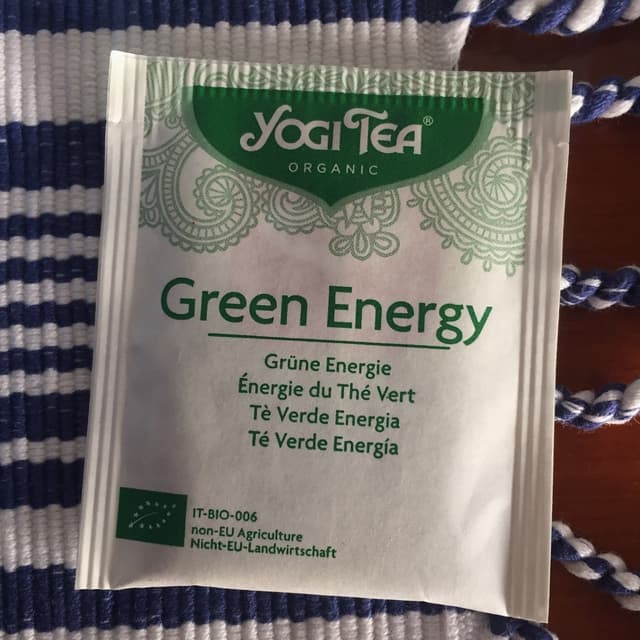 YOGI TEA®
ORGANIC
Green Energy
Grüne Energie
Énergie du Thé Vert
Tè Verde Energia
Té Verde Energía
IT-BIO-006
non-EU Agriculture
Nicht-EU-Landwirtschaft